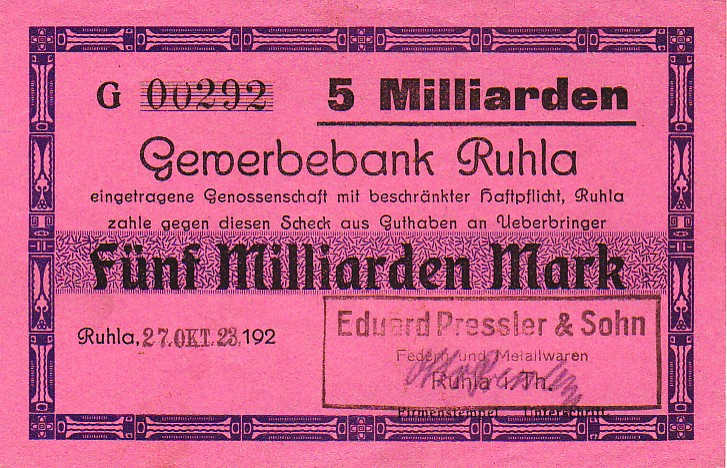 G 00292 5 Milliarden
Gewerbebank Ruhla
eingetragene Genossenschaft mit beschränkter Haftpflicht, Ruhla
zahle gegen diesen Scheck aus Guthaben an Ueberbringer
Fünf Milliarden Mark
Ruhla, 27. OKT. 23. 192
Eduard Pressler & Sohn
Federn und Metallwaren
Ruhla i. Th.
Firmenstempel Unterschrift